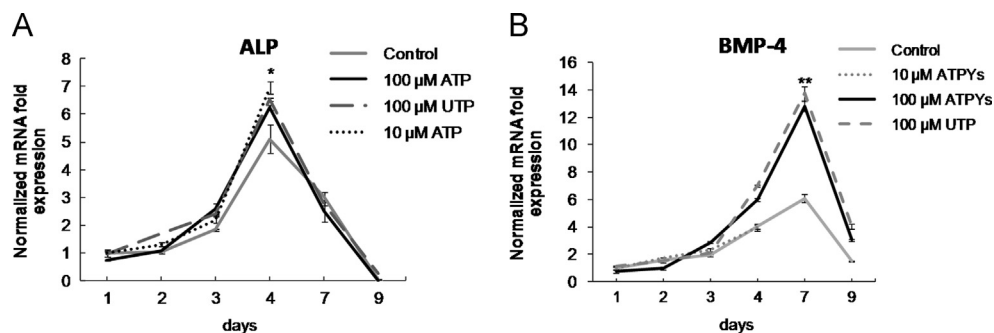 A
ALP
Normalized mRNA fold
expression
8
7
6
5
4
3
2
1
0
*
1 2 3 4 7 9
days
Control
100 µM ATP
100 µM UTP
10 µM ATP
B
BMP-4
Normalized mRNA fold
expression
16
14
12
10
8
6
4
2
0
**
1 2 3 4 7 9
days
Control
10 µM ATPYs
100 µM ATPYs
100 µM UTP